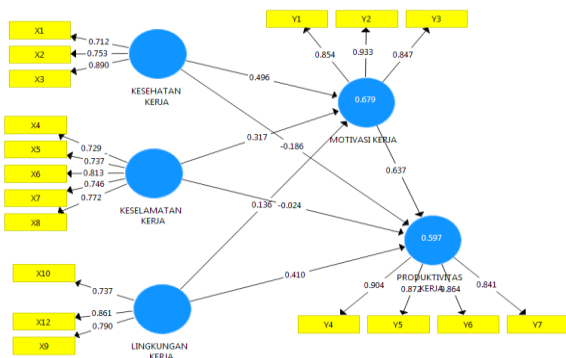 Y1
Y2
Y3
X1
X2
X3
0.712
0.753
0.890
0.854
0.933
0.847
KESEHATAN
KERJA
0.496
0.679
MOTIVASI KERJA
X4
X5
X6
X7
X8
0.729
0.737
0.813
0.746
0.772
0.317
-0.186
0.637
KESELAMATAN
KERJA
0.136
-0.024
0.597
X10
X12
X9
0.737
0.861
0.790
0.410
PRODUKTIVITAS
KERJA
0.904
0.872
0.864
0.841
LINGKUNGAN
KERJA
Y4
Y5
Y6
Y7